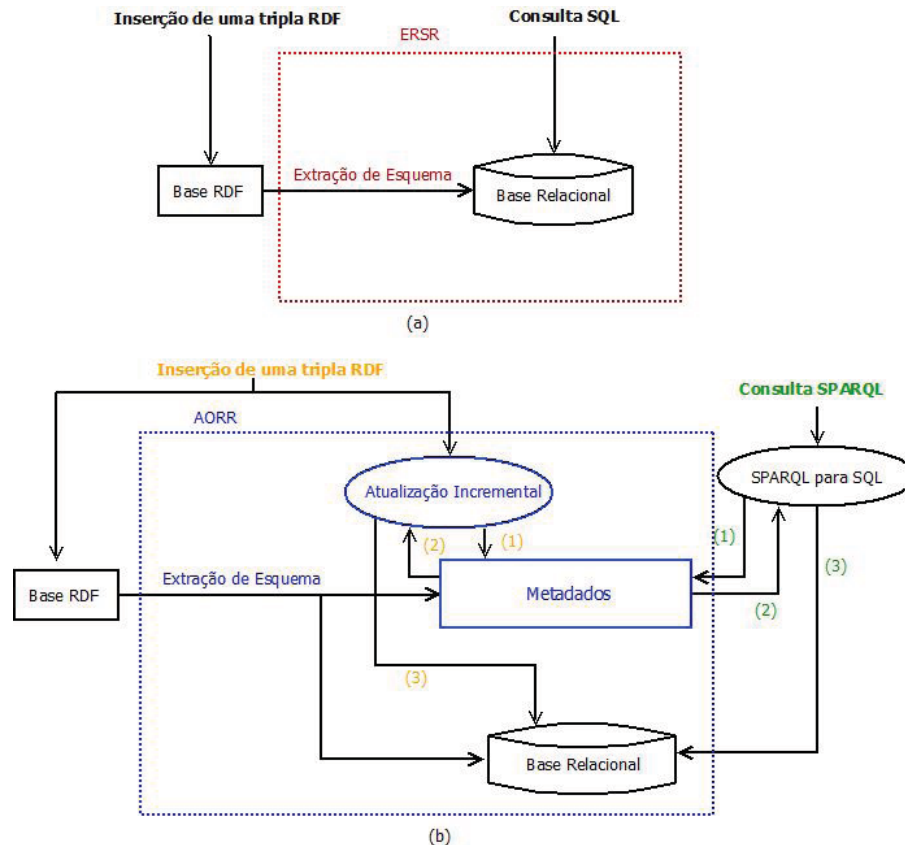 Inserção de uma tripla RDF
Consulta SQL
ERSR
Extração de Esquema
Base RDF
Base Relacional
(a)
Inserção de uma tripla RDF
Consulta SPARQL
AORR
Atualização Incremental
SPARQL para SQL
(2)
(1)
(1)
(3)
Extração de Esquema
Base RDF
Metadados
(2)
(3)
Base Relacional
(b)